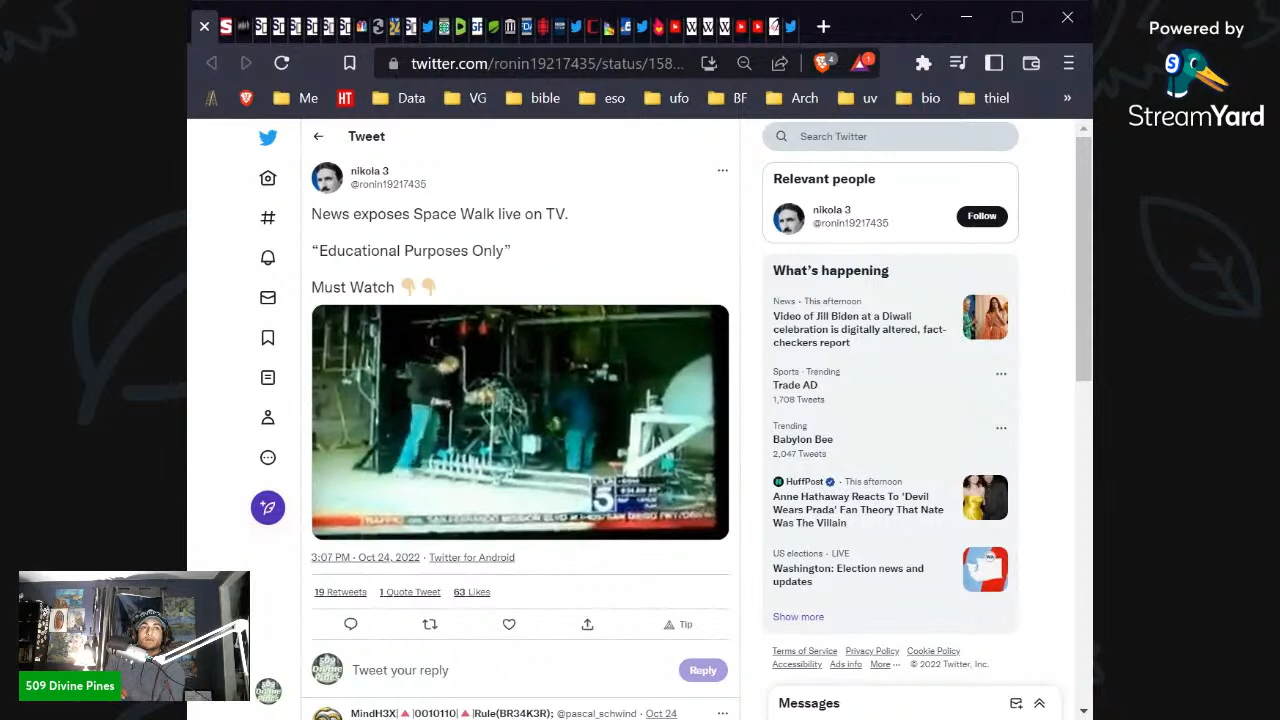 Powered by
StreamYard
twitter.com/ronin19217435/status/158...
4
1
Me
HT
Data
VG
bible
eso
ufo
BF
Arch
uv
bio
thiel
»
Tweet
Search Twitter
nikola 3
@ronin19217435
News exposes Space Walk live on TV.
“Educational Purposes Only”
Must Watch 👇🏼👇🏼
5
3:07 PM · Oct 24, 2022 · Twitter for Android
19 Retweets 1 Quote Tweet 63 Likes
Tip
Tweet your reply
Reply
MindH3X|🔺|0010110|🔺|Rule(BR34K3R); @pascal_schwind · Oct 24
Relevant people
nikola 3
@ronin19217435
Follow
What’s happening
News · This afternoon
Video of Jill Biden at a Diwali
celebration is digitally altered, fact-
checkers report
Sports · Trending
Trade AD
1,708 Tweets
Trending
Babylon Bee
2,047 Tweets
HuffPost · This afternoon
Anne Hathaway Reacts To 'Devil
Wears Prada' Fan Theory That Nate
Was The Villain
US elections · LIVE
Washington: Election news and
updates
Show more
Terms of Service Privacy Policy Cookie Policy
Accessibility Ads info More ··· © 2022 Twitter, Inc.
Messages
509 Divine Pines